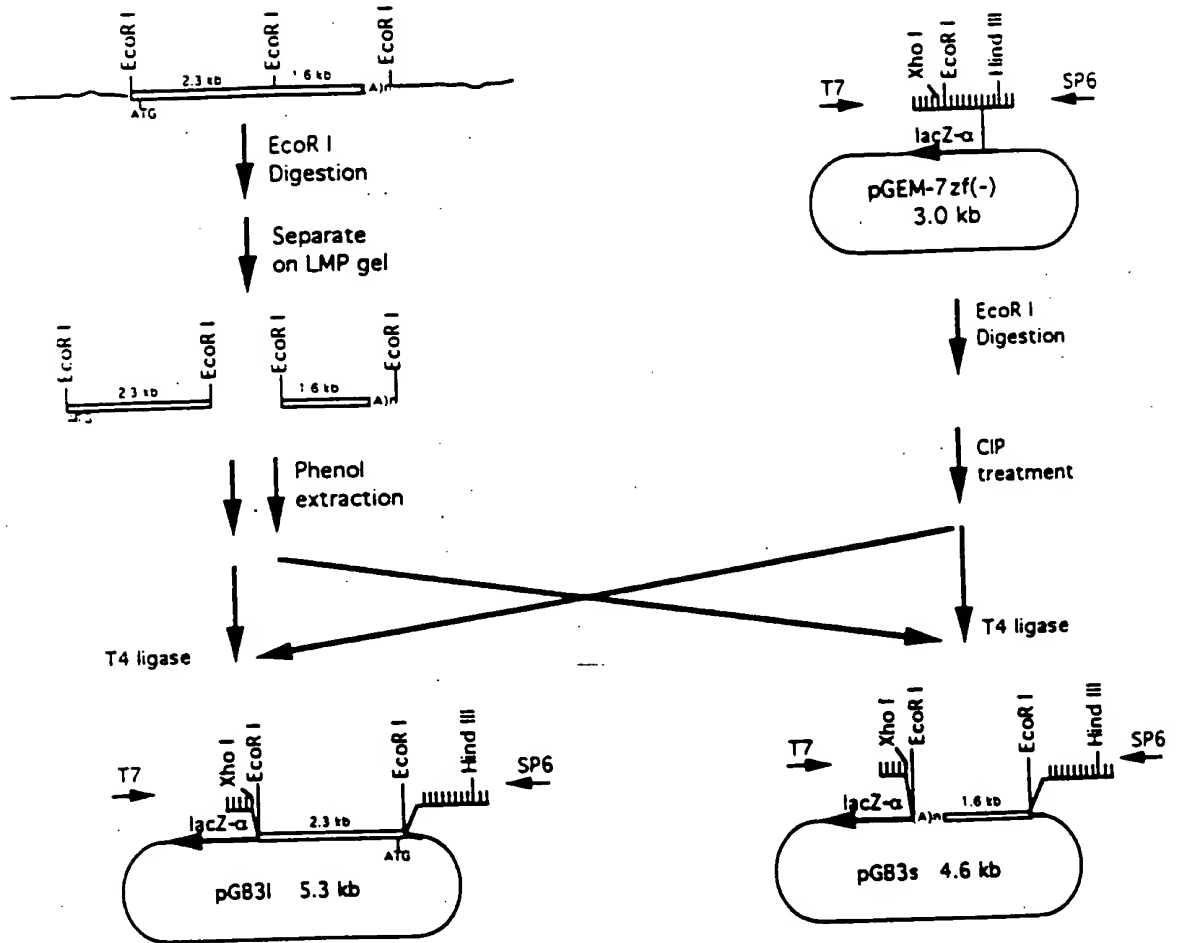 EcoR I
EcoR I
EcoR I
2.3 kb
1.6 kb
A)n
ATG
EcoR I
Digestion
Separate
on LMP gel
EcoR I
EcoR I
EcoR I
EcoR I
2.3 kb
1.6 kb
A)n
Phenol
extraction
T4 ligase
Xho I
EcoR I
Hind III
T7
SP6
lacZ-α
pGEM-7zf(-)
3.0 kb
EcoR I
Digestion
CIP
treatment
T4 ligase
Xho I
EcoR I
EcoR I
Hind III
T7
SP6
lacZ-α
2.3 kb
ATG
pGB3l 5.3 kb
Xho I
EcoR I
EcoR I
Hind III
T7
SP6
lacZ-α
A)n
1.6 kb
pGB3s 4.6 kb